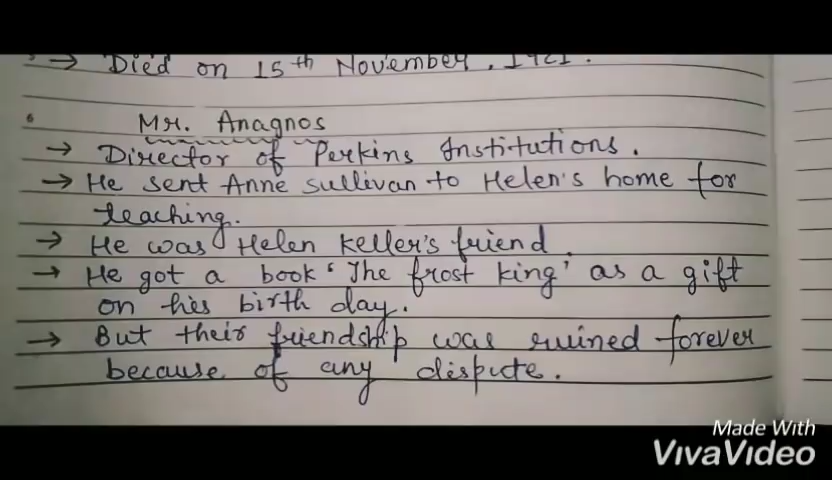 → Died on 15th November, 1921.
Mr. Anagnos
→ Director of Perkins Institutions.
→ He sent Anne Sullivan to Helen's home for
teaching.
→ He was Helen Keller's friend.
→ He got a book 'The frost king' as a gift
on his birth day.
→ But their friendship was ruined forever
because of any dispute.
Made With
VivaVideo